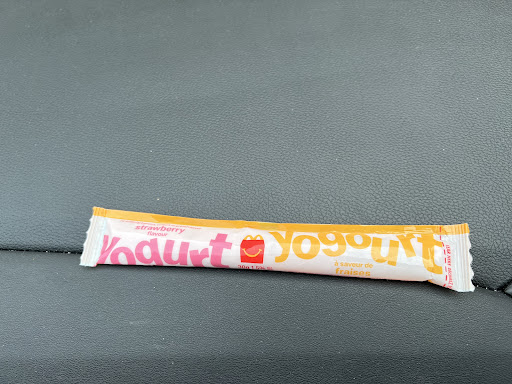 strawberry
flavour
Yogurt
yogourt
à saveur de
fraises